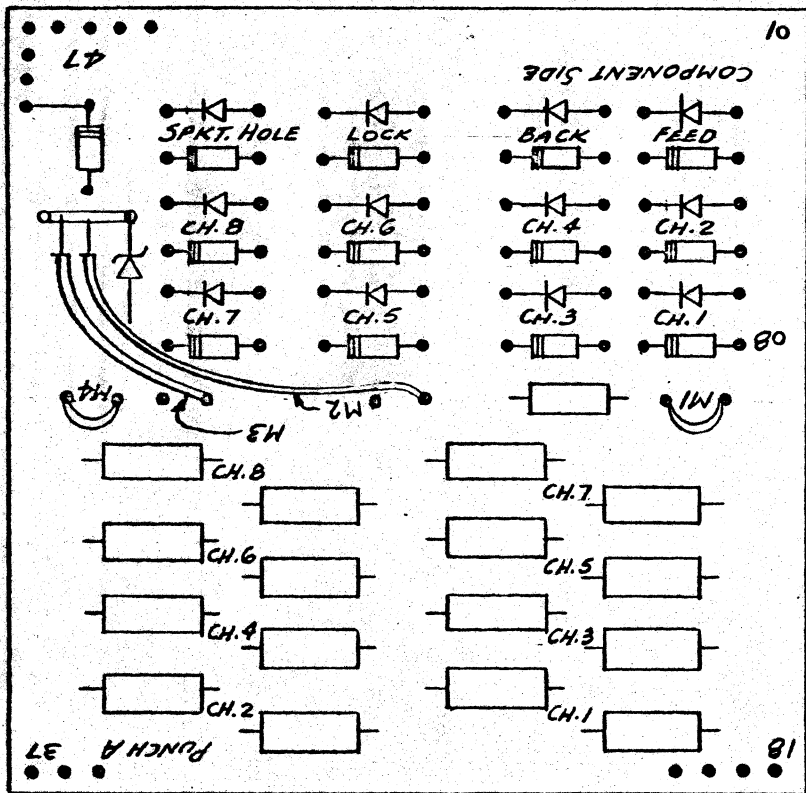 01
47
COMPONENT SIDE
SPKT. HOLE
LOCK
BACK
FEED
CH. 8
CH. 6
CH. 4
CH. 2
CH. 7
CH. 5
CH. 3
CH. 1
08
M4
M3
M2
M1
CH. 8
CH. 7
CH. 6
CH. 5
CH. 4
CH. 3
CH. 2
CH. 1
37
PUNCH A
18